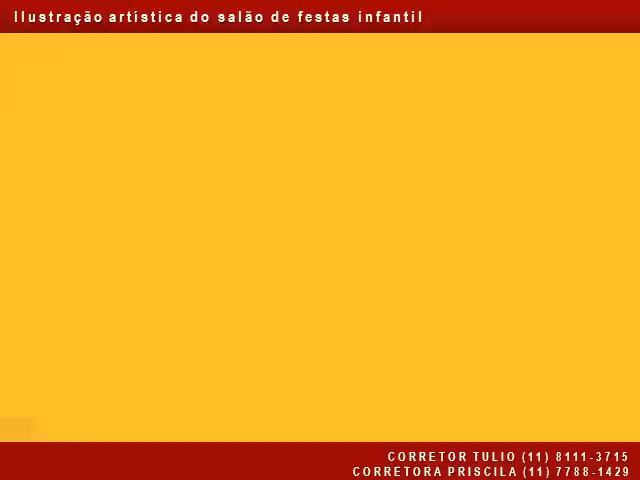 Ilustração artística do salão de festas infantil
CORRETOR TULIO (11) 8111-3715
CORRETORA PRISCILA (11) 7788-1429